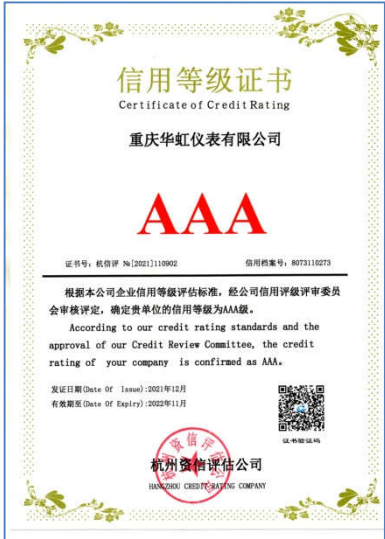 信用等级证书
Certificate of Credit Rating
重庆华虹仪表有限公司
AAA
证书号：杭信评 №[2021]110902 信用档案号：8073110273
根据本公司企业信用等级评估标准，经公司信用评级评审委员
会审核评定，确定贵单位的信用等级为AAA级。
According to our credit rating standards and the
approval of our Credit Review Committee, the credit
rating of your company is confirmed as AAA。
发证日期(Date Of Issue):2021年12月
有效期至(Date Of Expiry):2022年11月
证书验证码
杭州资信评估公司
HANGZHOU CREDIT RATING COMPANY